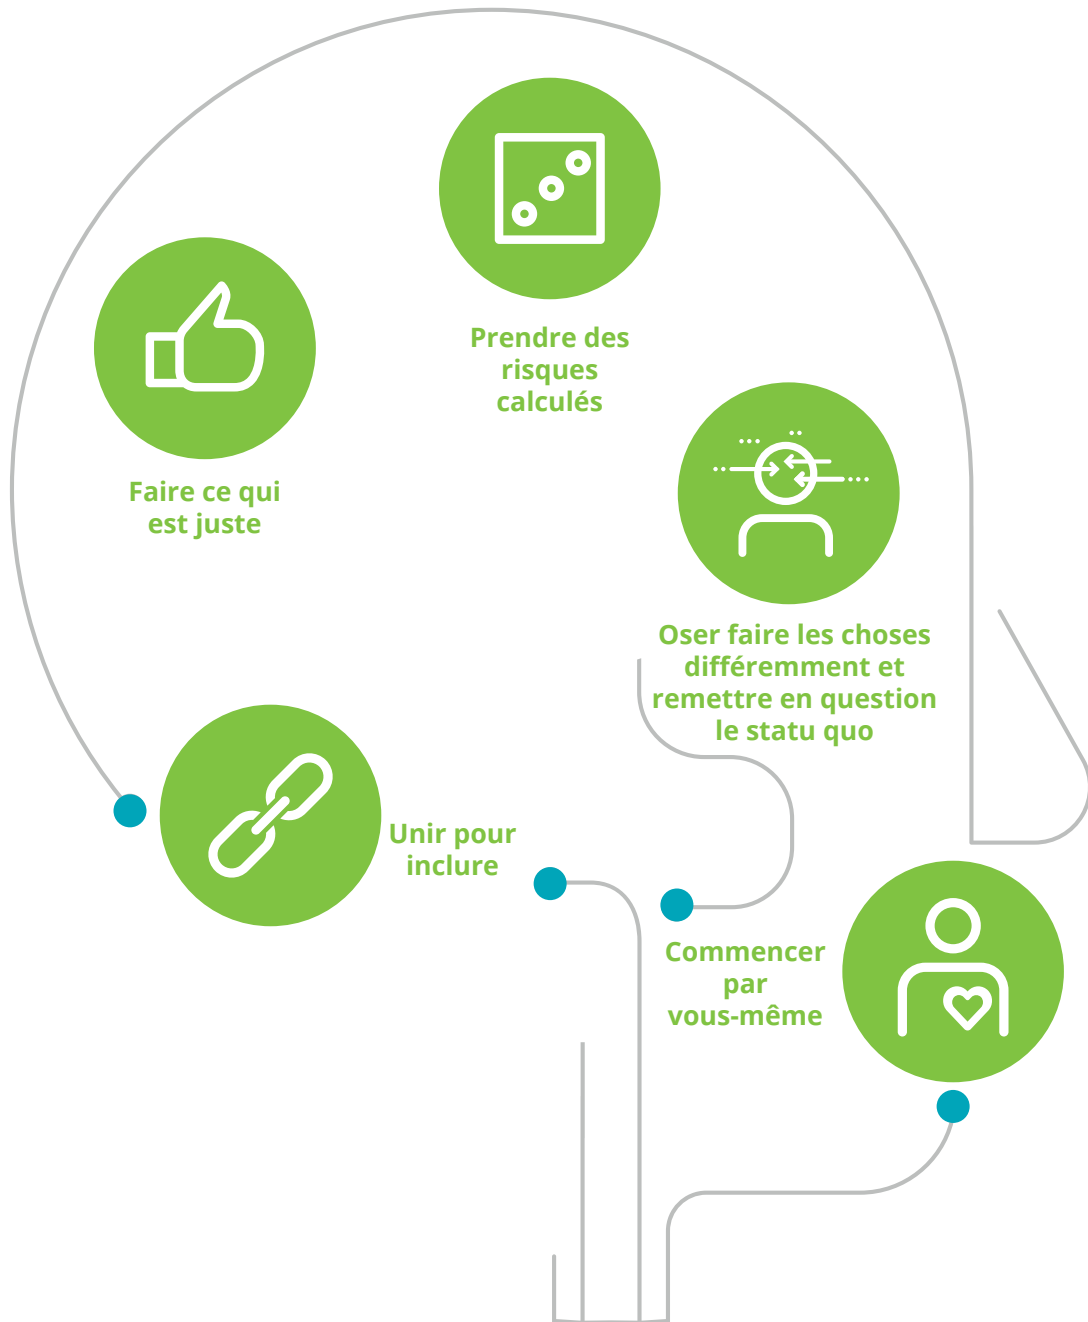 Prendre des
risques
calculés
Faire ce qui
est juste
Oser faire les choses
différemment et
remettre en question
le statu quo
Unir pour
inclure
Commencer
par
vous-même